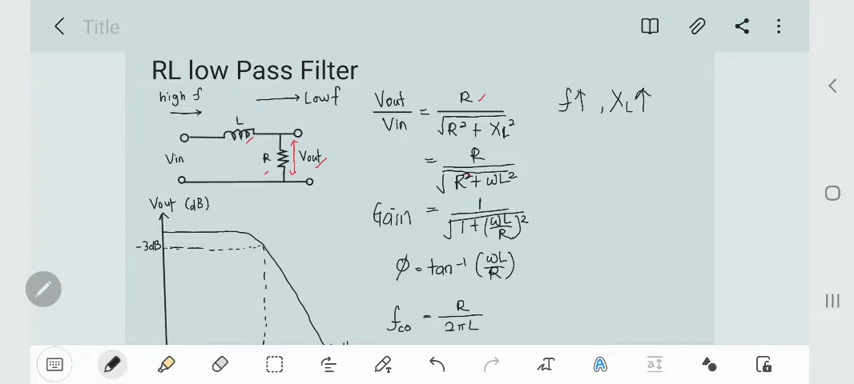 Title
RL low Pass Filter
high f
Low f
L
Vin
R
Vout
Vout (dB)
-3dB
Vout/Vin = R/√(R² + XL²)
= R/√(R² + ωL²)
Gain = 1/√(1 + (ωL/R)²)
φ = tan⁻¹ (ωL/R)
fco = R/2πL
f↑, XL↑